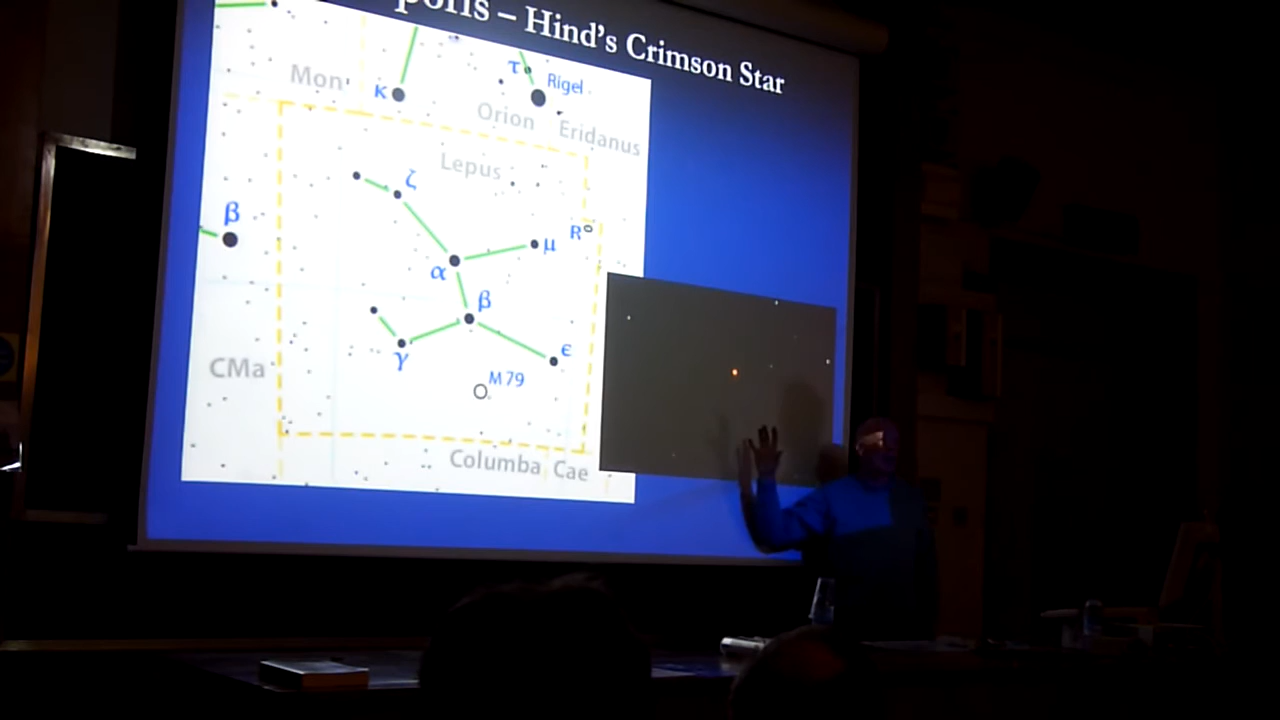 – Hind's Crimson Star
Mon
κ
τ
Rigel
Orion
Eridanus
Lepus
ζ
β
R
μ
α
β
ϵ
γ
CMa
M 79
Columba
Cae